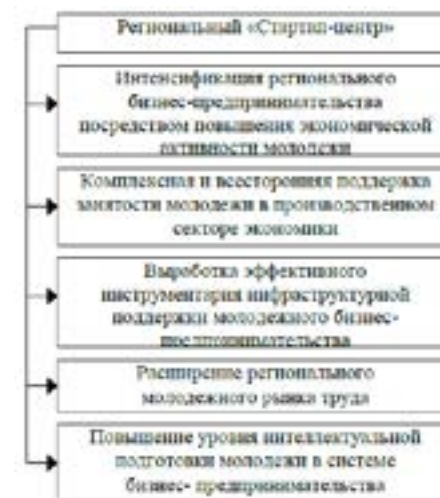 Региональный «Стартап-центр»
Интенсификация регионального
бизнес-предпринимательства
посредством повышения экономической
активности молодежи
Комплексная и всесторонняя поддержка
занятости молодежи в производственном
секторе экономики
Выработка эффективного
инструментария инфраструктурной
поддержки молодежного бизнес-
предпринимательства
Расширение регионального
молодежного рынка труда
Повышение уровня интеллектуальной
подготовки молодежи в системе
бизнес- предпринимательства